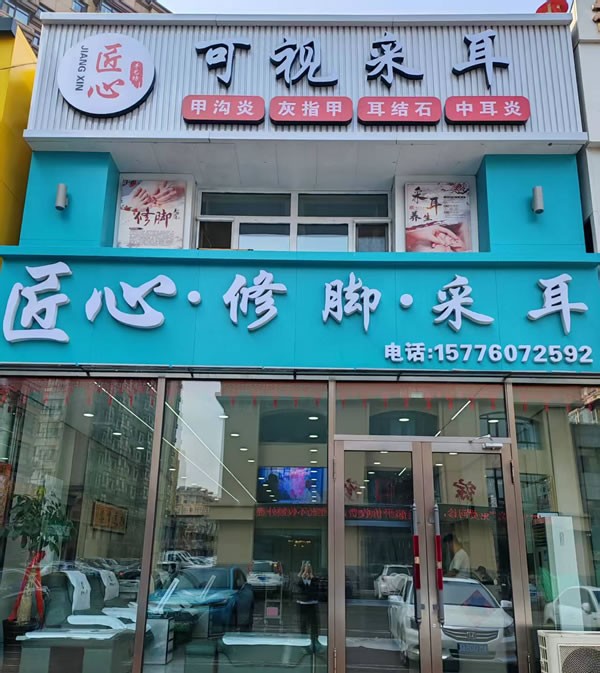 匠心
JIANG XIN
可视采耳
甲沟炎 灰指甲 耳结石 中耳炎
修脚
采耳
养生
匠心·修脚·采耳
电话:15776072592